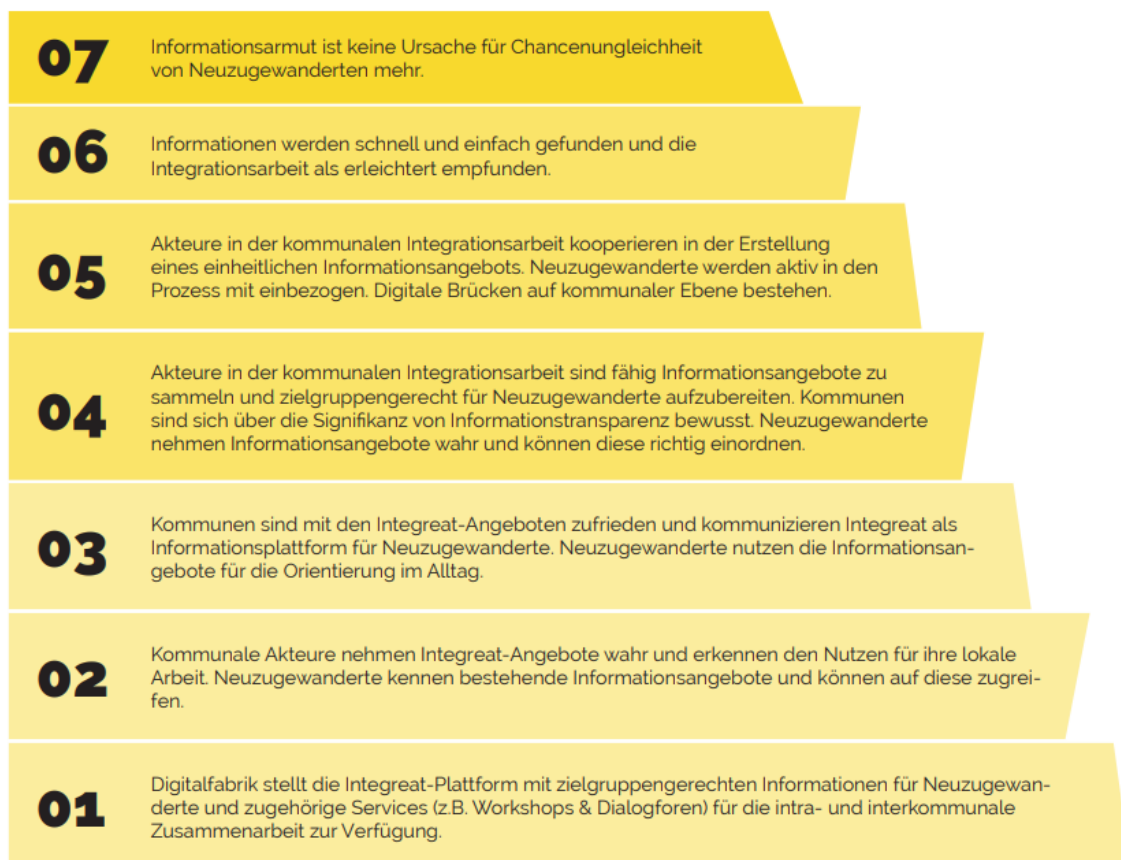 07
Informationsarmut ist keine Ursache für Chancenungleichheit
von Neuzugewanderten mehr.
06
Informationen werden schnell und einfach gefunden und die
Integrationsarbeit als erleichtert empfunden.
05
Akteure in der kommunalen Integrationsarbeit kooperieren in der Erstellung
eines einheitlichen Informationsangebots. Neuzugewanderte werden aktiv in den
Prozess mit einbezogen. Digitale Brücken auf kommunaler Ebene bestehen.
04
Akteure in der kommunalen Integrationsarbeit sind fähig Informationsangebote zu
sammeln und zielgruppengerecht für Neuzugewanderte aufzubereiten. Kommunen
sind sich über die Signifikanz von Informationstransparenz bewusst. Neuzugewanderte
nehmen Informationsangebote wahr und können diese richtig einordnen.
03
Kommunen sind mit den Integreat-Angeboten zufrieden und kommunizieren Integreat als
Informationsplattform für Neuzugewanderte. Neuzugewanderte nutzen die Informationsan-
gebote für die Orientierung im Alltag.
02
Kommunale Akteure nehmen Integreat-Angebote wahr und erkennen den Nutzen für ihre lokale
Arbeit. Neuzugewanderte kennen bestehende Informationsangebote und können auf diese zugrei-
fen.
01
Digitalfabrik stellt die Integreat-Plattform mit zielgruppengerechten Informationen für Neuzugewan-
derte und zugehörige Services (z.B. Workshops & Dialogforen) für die intra- und interkommunale
Zusammenarbeit zur Verfügung.